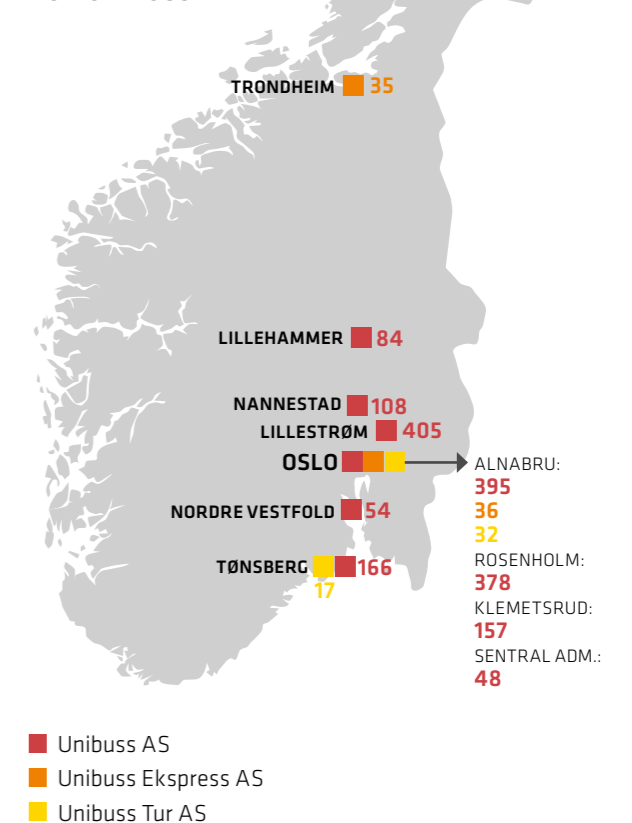 TRONDHEIM 35
LILLEHAMMER 84
NANNESTAD 108
LILLESTRØM 405
OSLO
ALNABRU:
395
36
32
ROSENHOLM:
378
KLEMETSRUD:
157
SENTRAL ADM.:
48
NORDRE VESTFOLD 54
TØNSBERG 166
17
Unibuss AS
Unibuss Ekspress AS
Unibuss Tur AS